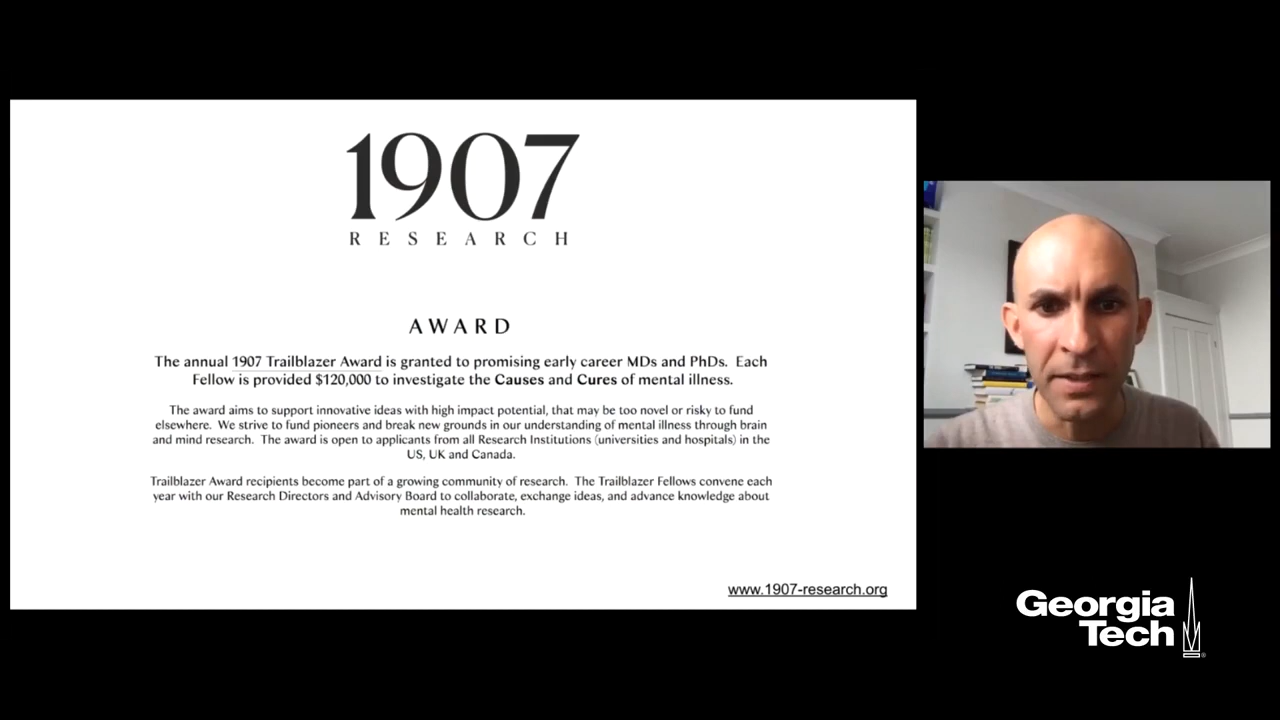 1907
RESEARCH
AWARD
The annual 1907 Trailblazer Award is granted to promising early career MDs and PhDs. Each
Fellow is provided $120,000 to investigate the Causes and Cures of mental illness.
The award aims to support innovative ideas with high impact potential, that may be too novel or risky to fund
elsewhere. We strive to fund pioneers and break new grounds in our understanding of mental illness through brain
and mind research. The award is open to applicants from all Research Institutions (universities and hospitals) in the
US, UK and Canada.
Trailblazer Award recipients become part of a growing community of research. The Trailblazer Fellows convene each
year with our Research Directors and Advisory Board to collaborate, exchange ideas, and advance knowledge about
mental health research.
www.1907-research.org
Georgia
Tech